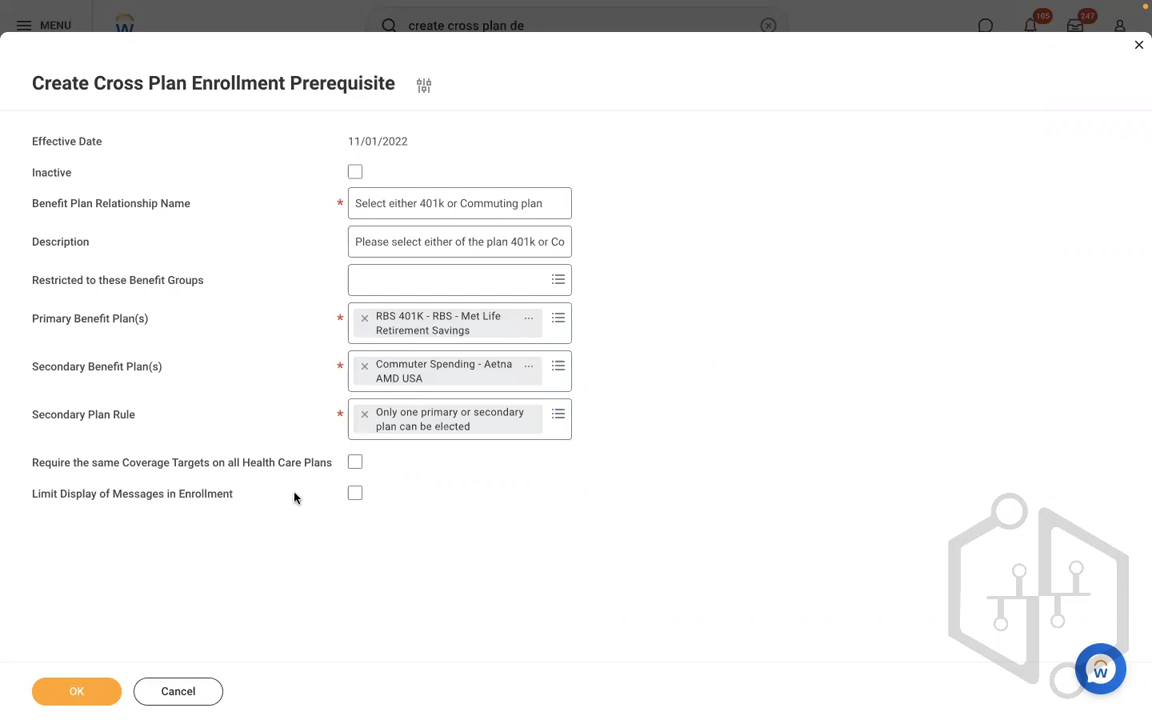 MENU
create cross plan de
105
247
Create Cross Plan Enrollment Prerequisite
Effective Date
11/01/2022
Inactive
Benefit Plan Relationship Name
*
Select either 401k or Commuting plan
Description
Please select either of the plan 401k or Co
Restricted to these Benefit Groups
Primary Benefit Plan(s)
*
RBS 401K - RBS - Met Life
Retirement Savings
Secondary Benefit Plan(s)
*
Commuter Spending - Aetna
AMD USA
Secondary Plan Rule
*
Only one primary or secondary
plan can be elected
Require the same Coverage Targets on all Health Care Plans
Limit Display of Messages in Enrollment
OK
Cancel